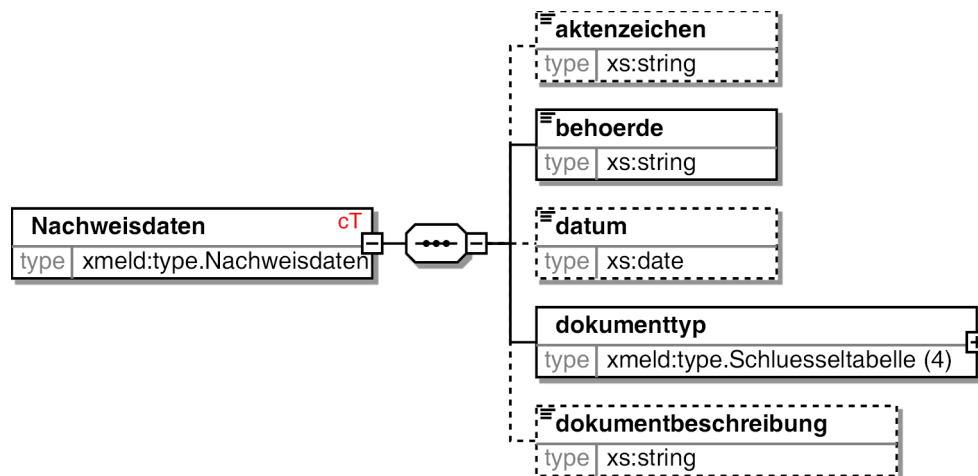 aktenzeichen
type xs:string
behoerde
type xs:string
Nachweisdaten cT
type xmeld:type.Nachweisdaten
datum
type xs:date
dokumenttyp
type xmeld:type.Schluesseltabelle (4)
dokumentbeschreibung
type xs:string